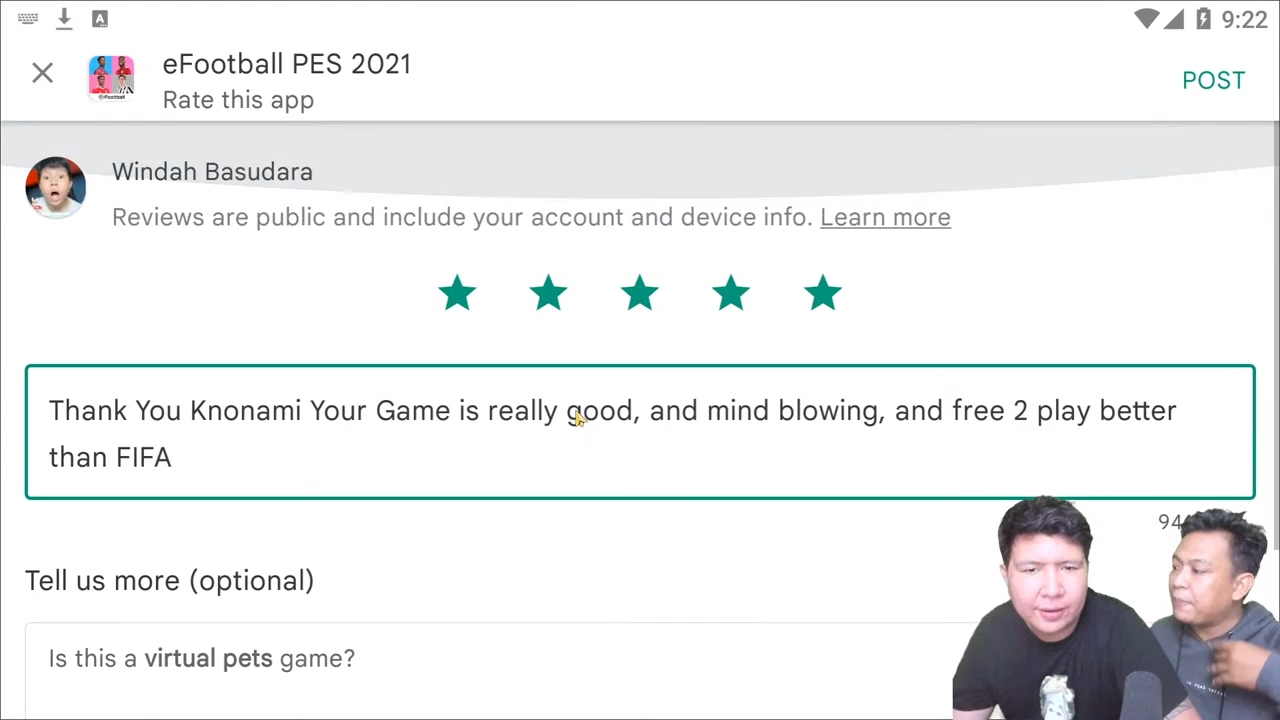 9:22
eFootball PES 2021
Rate this app
POST
Windah Basudara
Reviews are public and include your account and device info. Learn more
Thank You Knonami Your Game is really good, and mind blowing, and free 2 play better
than FIFA
Tell us more (optional)
Is this a virtual pets game?